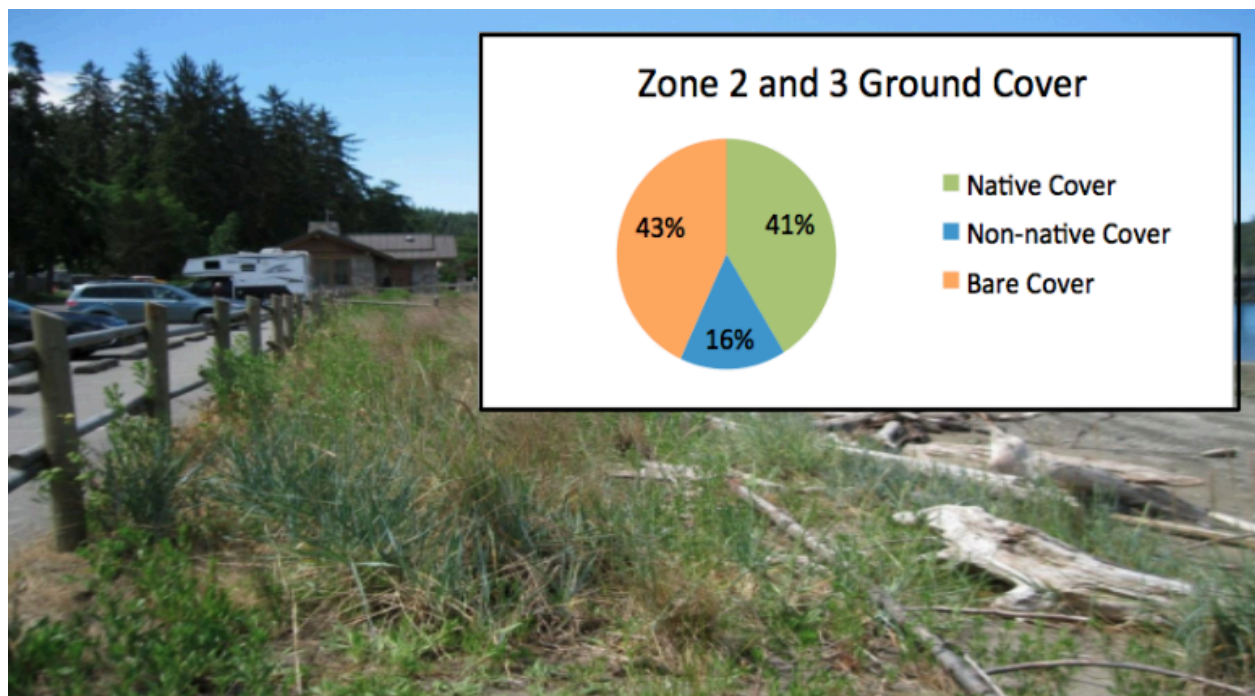 Zone 2 and 3 Ground Cover
43%
41%
16%
Native Cover
Non-native Cover
Bare Cover